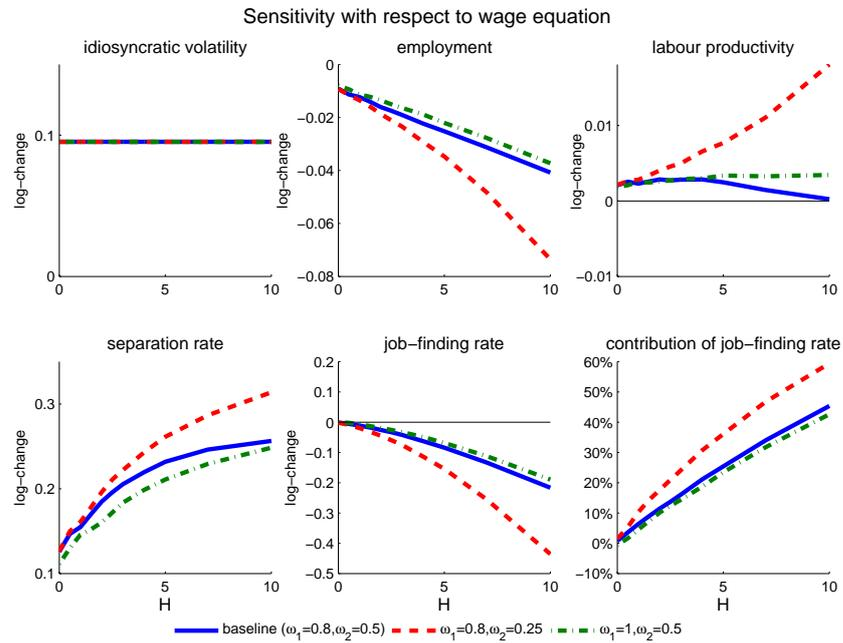 Sensitivity with respect to wage equation
idiosyncratic volatility
employment
labour productivity
log−change
0.1
0
0 5 10
log−change
0
−0.02
−0.04
−0.06
−0.08
0 5 10
log−change
0.01
0
−0.01
0 5 10
separation rate
job−finding rate
contribution of job−finding rate
log−change
0.3
0.2
0.1
0 5 10
H
log−change
0.2
0.1
0
−0.1
−0.2
−0.3
−0.4
−0.5
0 5 10
H
60%
50%
40%
30%
20%
10%
0%
−10%
0 5 10
H
baseline (ω1=0.8,ω2=0.5) ω1=0.8,ω2=0.25 ω1=1,ω2=0.5